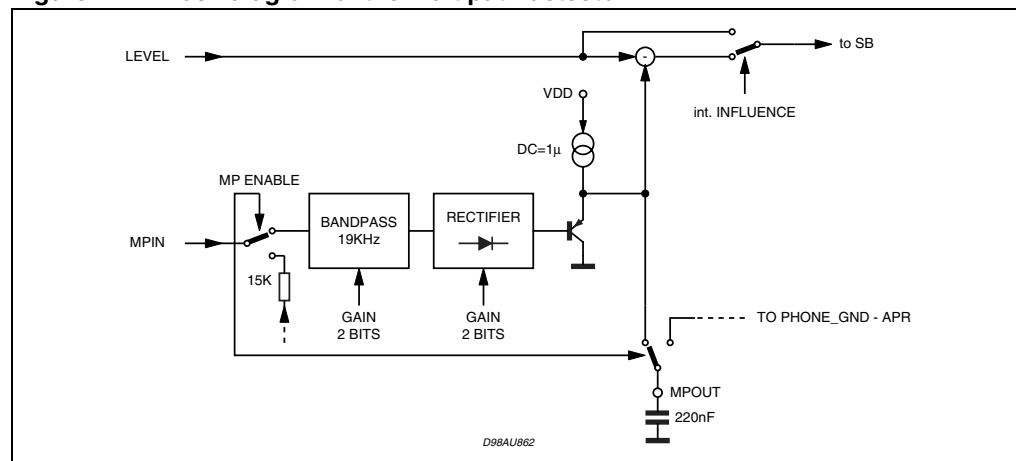 LEVEL
to SB
VDD
int. INFLUENCE
DC=1µ
MP ENABLE
BANDPASS
19KHz
RECTIFIER
MPIN
15K
GAIN
2 BITS
GAIN
2 BITS
TO PHONE_GND - APR
MPOUT
220nF
D98AU862